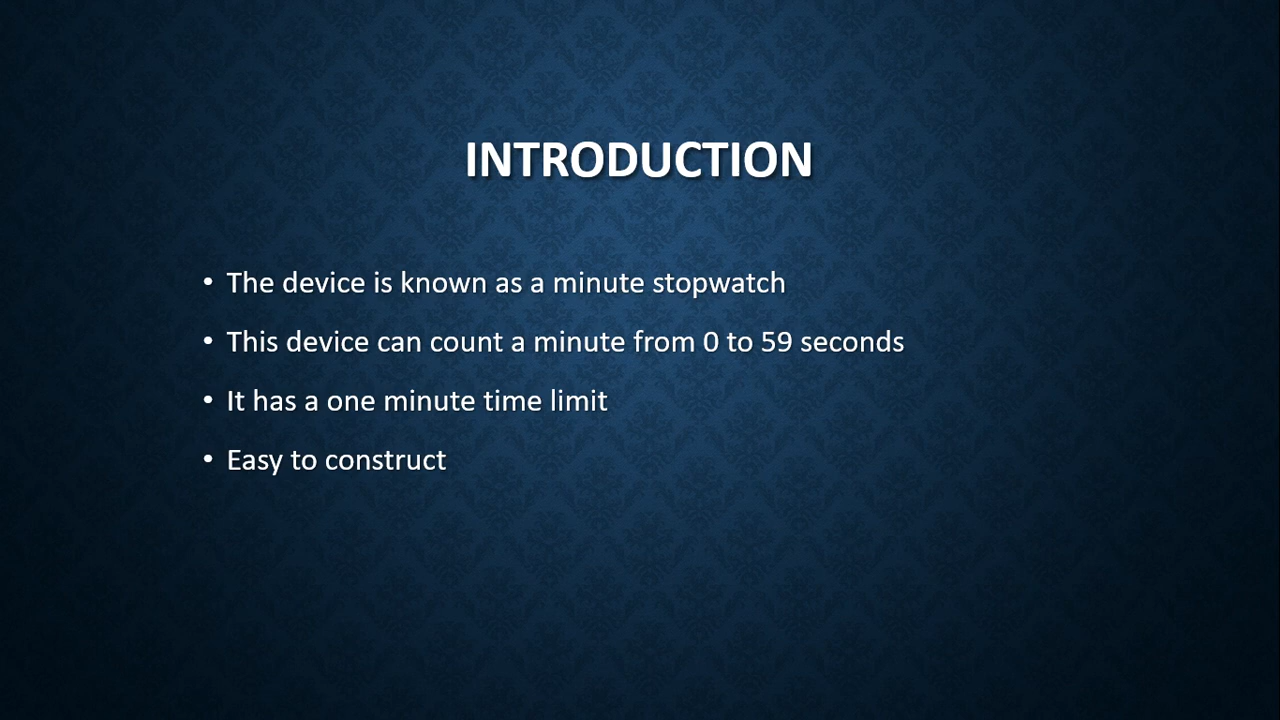 INTRODUCTION
• The device is known as a minute stopwatch
• This device can count a minute from 0 to 59 seconds
• It has a one minute time limit
• Easy to construct